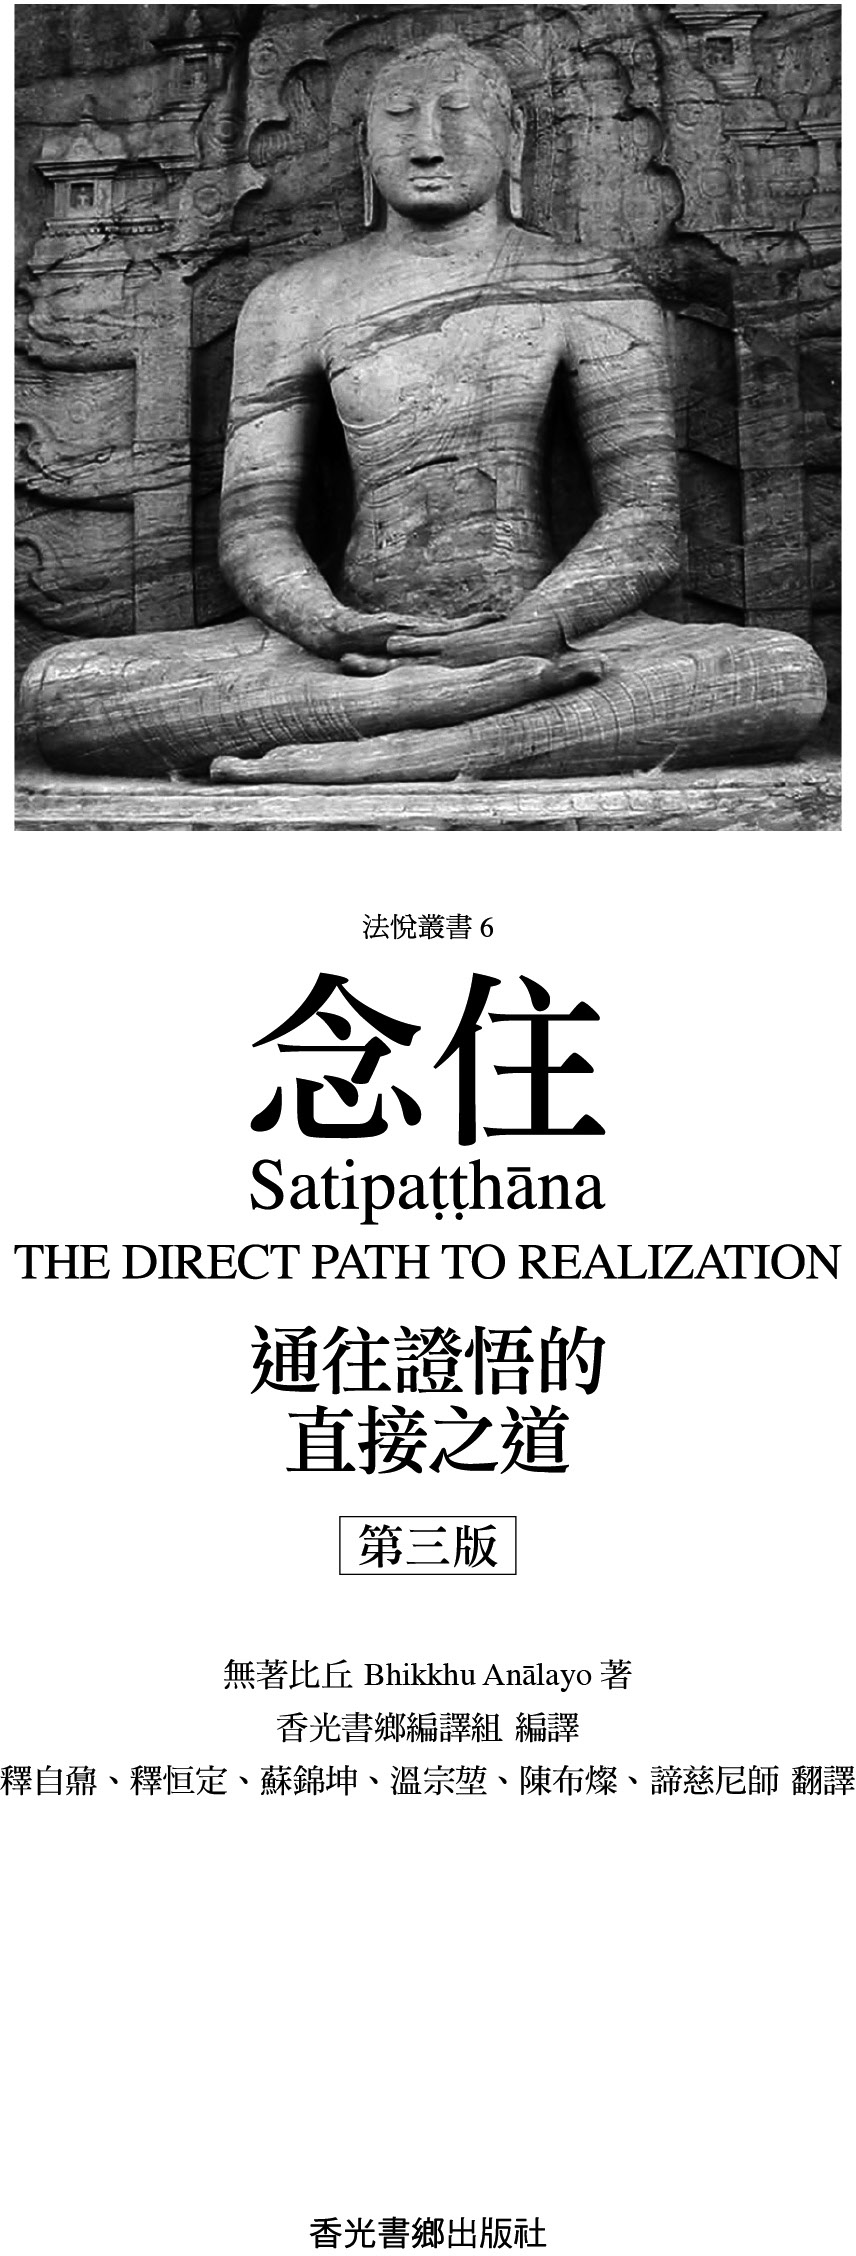 法悅叢書 6
念住
Satipaṭṭhāna
THE DIRECT PATH TO REALIZATION
通往證悟的
直接之道
第三版
無著比丘 Bhikkhu Anālayo 著
香光書鄉編譯組 編譯
釋自鼐、釋恒定、蘇錦坤、溫宗堃、陳布燦、諦慈尼師 翻譯
香光書鄉出版社